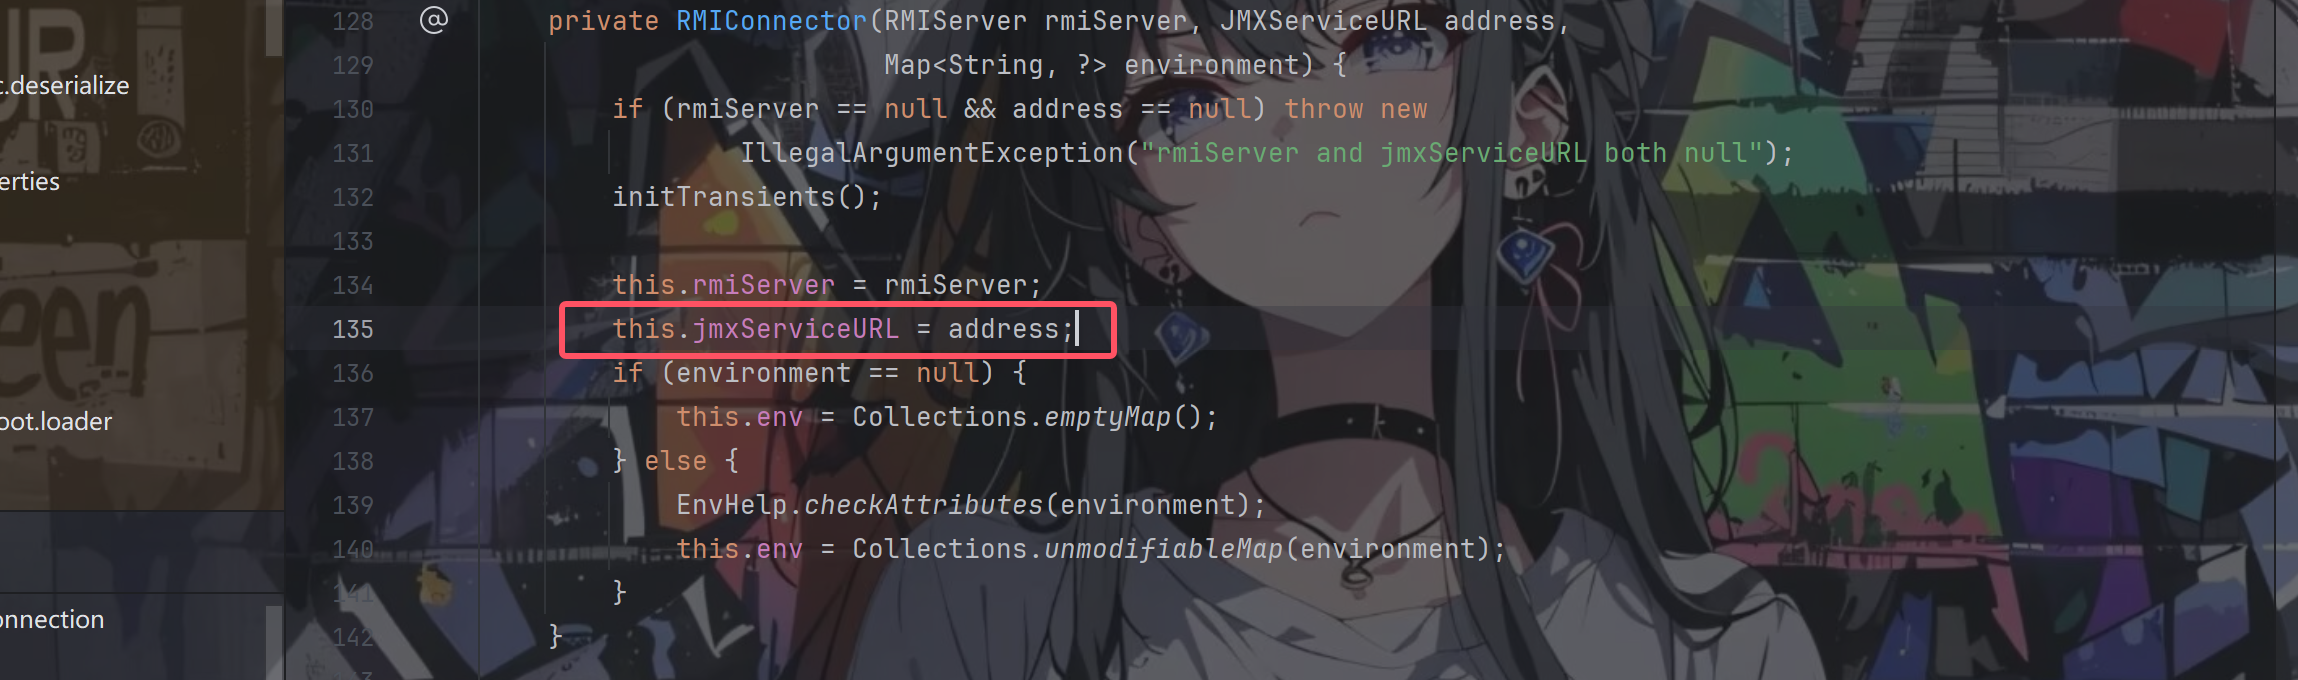 c.deserialize
erties
oot.loader
onnection
128 @ private RMIConnector(RMIServer rmiServer, JMXServiceURL address,
129 Map<String, ?> environment) {
130 if (rmiServer == null && address == null) throw new
131 IllegalArgumentException("rmiServer and jmxServiceURL both null");
132 initTransients();
133
134 this.rmiServer = rmiServer;
135 this.jmxServiceURL = address;
136 if (environment == null) {
137 this.env = Collections.emptyMap();
138 } else {
139 EnvHelp.checkAttributes(environment);
140 this.env = Collections.unmodifiableMap(environment);
141 }
142 }